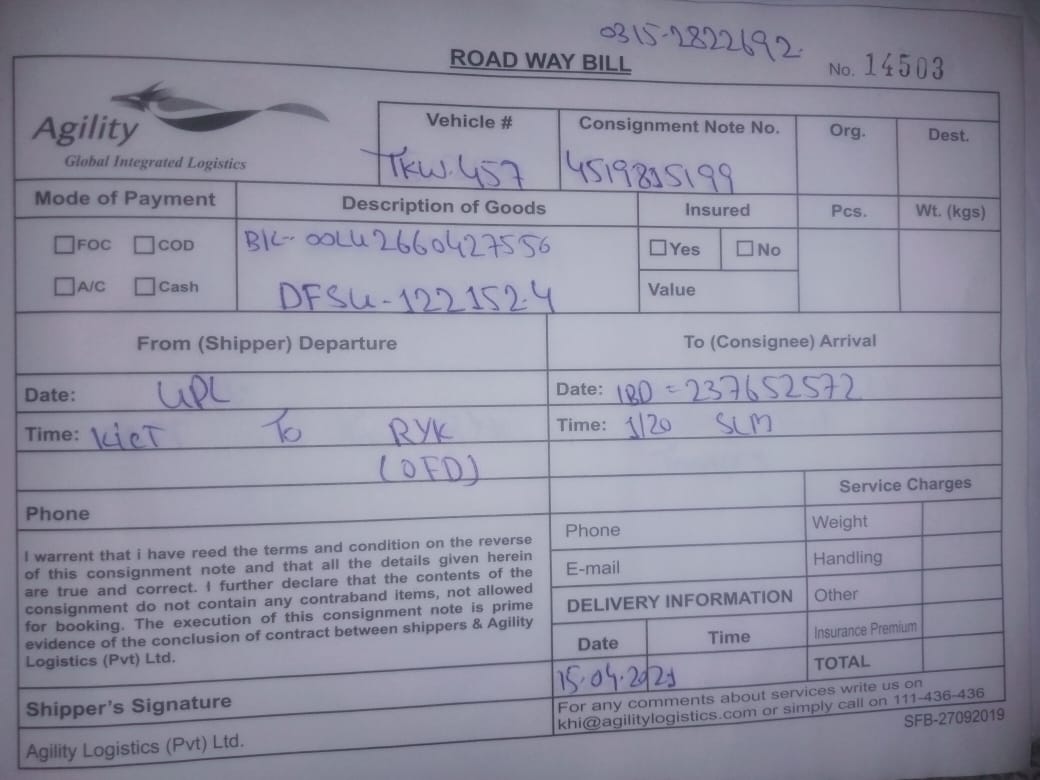 0315-2822692
ROAD WAY BILL
No. 14503
Agility
Global Integrated Logistics
Vehicle #
TKW.457
Consignment Note No.
4519815199
Org.
Dest.
Mode of Payment
FOC COD
A/C Cash
Description of Goods
B/L-. OOLU2660427556
DFSU-122152.4
Insured
Yes No
Value
Pcs.
Wt. (kgs)
From (Shipper) Departure
Date: UPL
Time: KICT To RYK
(OFD)
Phone
To (Consignee) Arrival
Date: IBD = 237652572
Time: 1/20 SLM
I warrent that i have reed the terms and condition on the reverse
of this consignment note and that all the details given herein
are true and correct. I further declare that the contents of the
consignment do not contain any contraband items, not allowed
for booking. The execution of this consignment note is prime
evidence of the conclusion of contract between shippers & Agility
Logistics (Pvt) Ltd.
Shipper's Signature
Agility Logistics (Pvt) Ltd.
Phone
E-mail
DELIVERY INFORMATION
Date Time
15.04.2021
Service Charges
Weight
Handling
Other
Insurance Premium
TOTAL
For any comments about services write us on
khi@agilitylogistics.com or simply call on 111-436-436
SFB-27092019